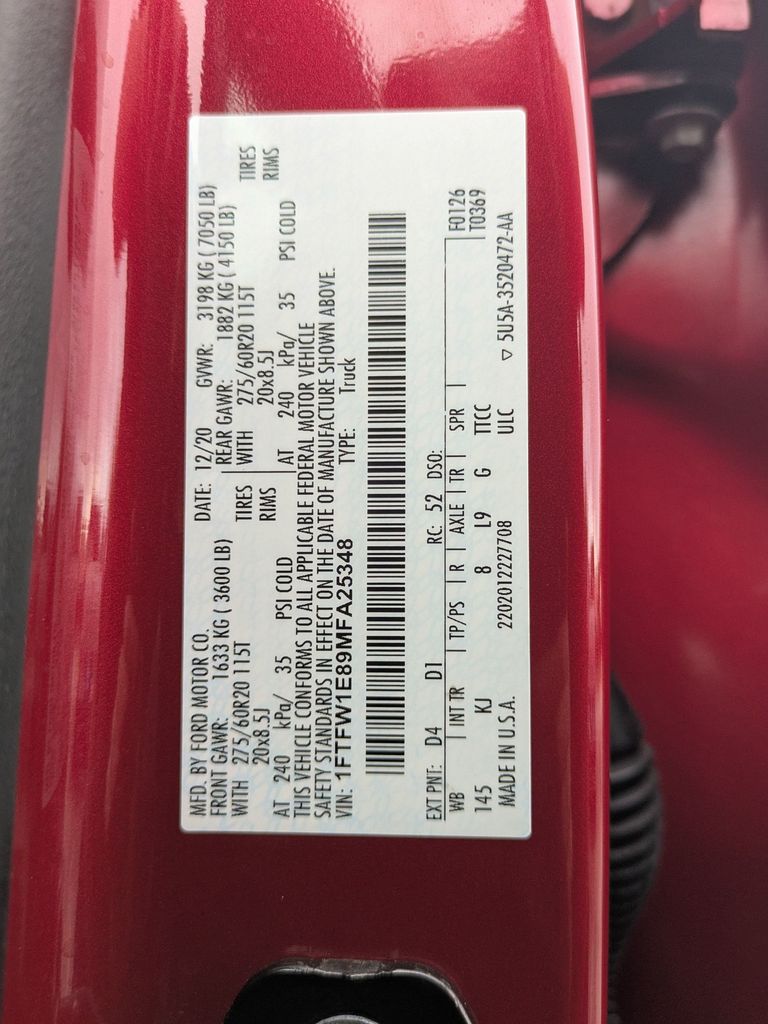 MFD. BY FORD MOTOR CO.
DATE: 12/20 GVWR: 3198 KG ( 7050 LB)
FRONT GAWR: 1633 KG ( 3600 LB) REAR GAWR: 1882 KG ( 4150 LB)
WITH 275/60R20 115T TIRES WITH 275/60R20 115T TIRES
20x8.5J RIMS 20x8.5J RIMS
AT 240 kPa/ 35 PSI COLD AT 240 kPa/ 35 PSI COLD
THIS VEHICLE CONFORMS TO ALL APPLICABLE FEDERAL MOTOR VEHICLE
SAFETY STANDARDS IN EFFECT ON THE DATE OF MANUFACTURE SHOWN ABOVE.
VIN: 1FTFW1E89MFA25348 TYPE: Truck
EXT PNT: D4 D1 RC: 52 DSO: F0126
WB INT TR TP/PS R AXLE TR SPR T0369
145 KJ 8 L9 G TTCC
MADE IN U.S.A. 2202012227708 ULC ▽ 5U5A-3520472-AA